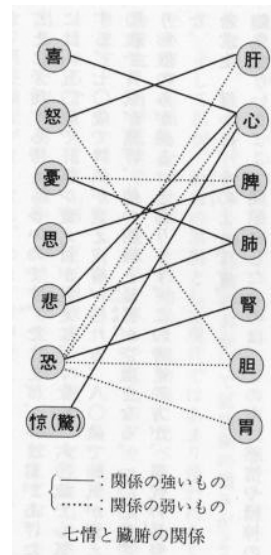 喜
怒
憂
思
悲
恐
惊(驚)
肝
心
脾
肺
腎
胆
胃
——：関係の強いもの
……：関係の弱いもの
七情と臓腑の関係